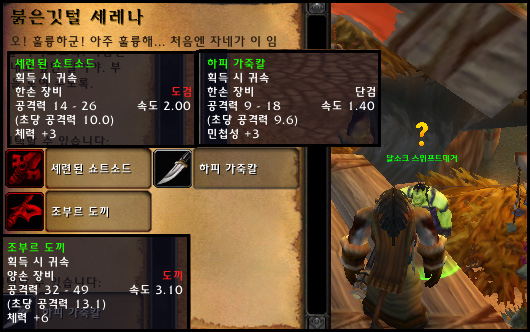 붉은깃털 세레나
오! 훌륭하군! 아주 훌륭해... 처음엔 자네가 이 임
세련된 쇼트소드
획득 시 귀속
한손 장비 도검
공격력 14 - 26 속도 2.00
(초당 공격력 10.0)
체력 +3
하피 가죽칼
획득 시 귀속
한손 장비 단검
공격력 9 - 18 속도 1.40
(초당 공격력 9.6)
민첩성 +3
세련된 쇼트소드
하피 가죽칼
조부르 도끼
조부르 도끼
획득 시 귀속
양손 장비 도끼
공격력 32 - 49 속도 3.10
(초당 공격력 13.1)
체력 +6
?
달소크 스위프트대거